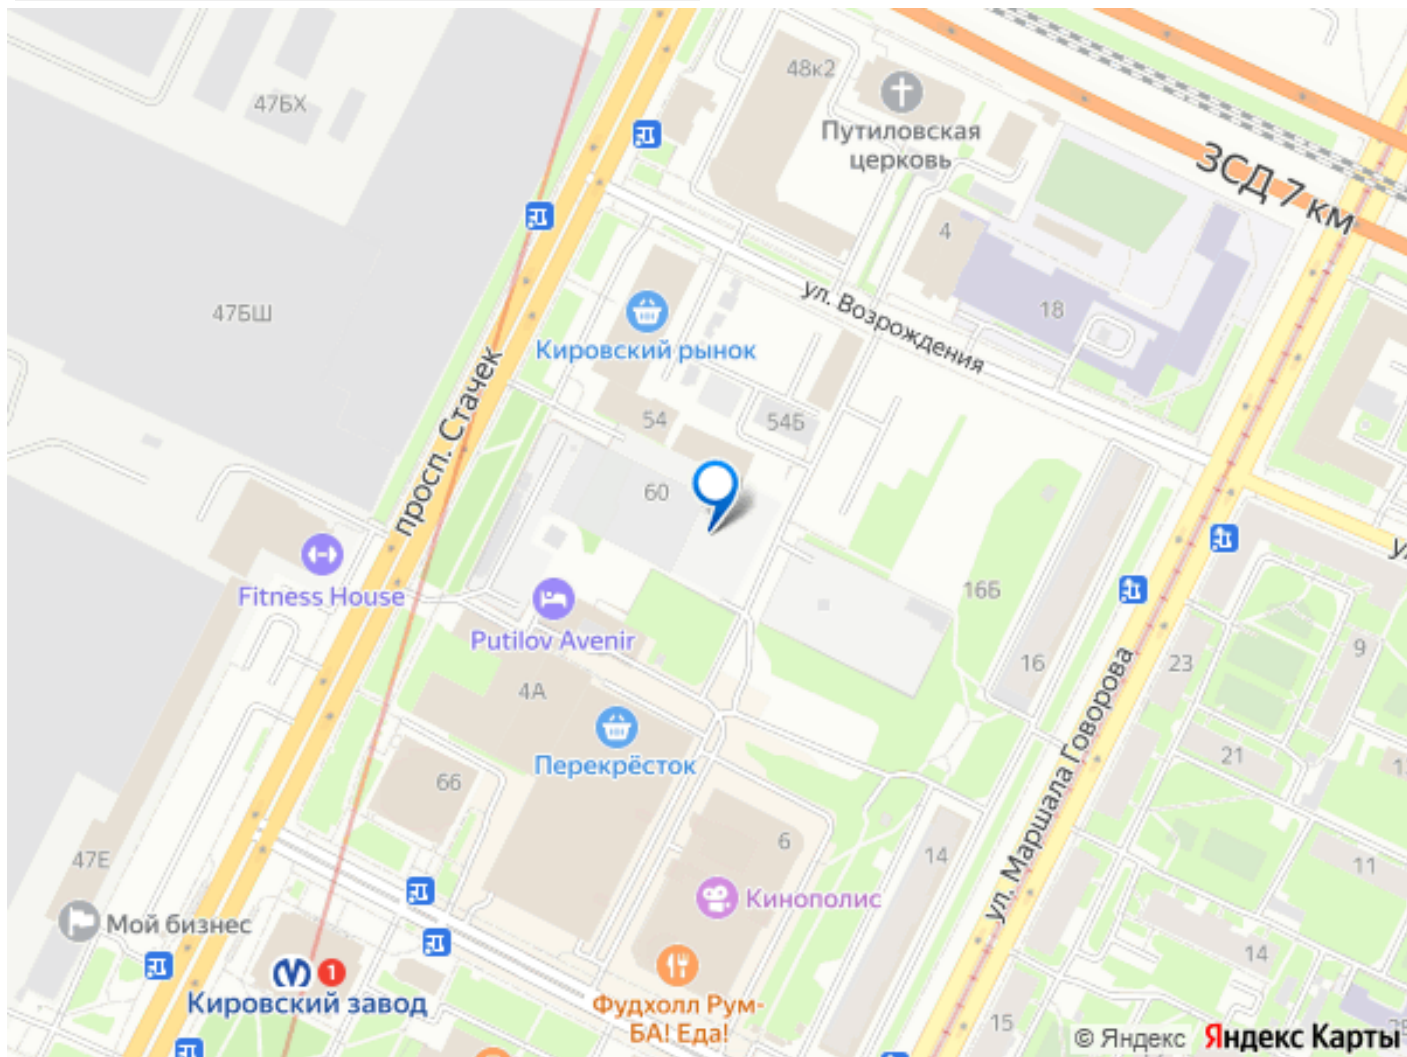 48к2
47БХ
Путиловская
церковь
ЗСД 7 км
4
18
ул. Возрождения
47БШ
Кировский рынок
просп. Стачек
54
54Б
60
Fitness House
Putilov Avenir
16Б
16
23
9
4А
21
Перекрёсток
66
ул. Маршала Говорова
6
14
11
47Е
Кинополис
Мой бизнес
14
1
Кировский завод
Фудхолл Рум-
БА! Еда!
15
© Яндекс Яндекс Карты